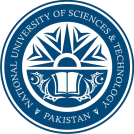 NATIONAL UNIVERSITY OF SCIENCES & TECHNOLOGY
PAKISTAN